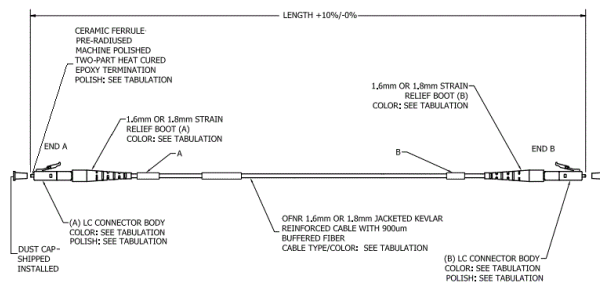 LENGTH +10%/-0%
CERAMIC FERRULE
PRE-RADIUSED
MACHINE POLISHED
TWO-PART HEAT CURED
EPOXY TERMINATION
POLISH: SEE TABULATION
1.6mm OR 1.8mm STRAIN
RELIEF BOOT (B)
COLOR: SEE TABULATION
1.6mm OR 1.8mm STRAIN
RELIEF BOOT (A)
COLOR: SEE TABULATION
END A
A
B
END B
(A) LC CONNECTOR BODY
COLOR: SEE TABULATION
POLISH: SEE TABULATION
OFNR 1.6mm OR 1.8mm JACKETED KEVLAR
REINFORCED CABLE WITH 900um
BUFFERED FIBER
CABLE TYPE/COLOR: SEE TABULATION
DUST CAP-
SHIPPED
INSTALLED
(B) LC CONNECTOR BODY
COLOR: SEE TABULATION
POLISH: SEE TABULATION